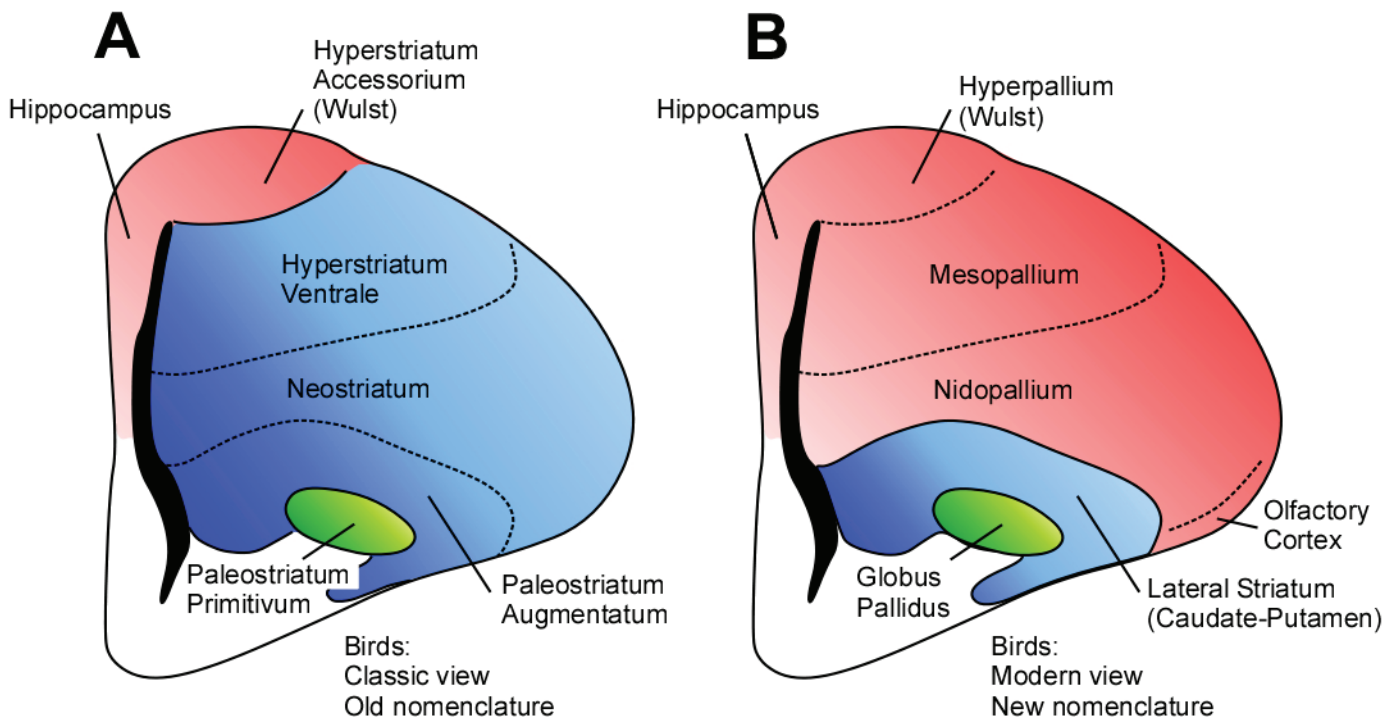 A
Hyperstriatum
Accessorium
(Wulst)
Hippocampus
Hyperstriatum
Ventrale
Neostriatum
Paleostriatum
Primitivum
Paleostriatum
Augmentatum
Birds:
Classic view
Old nomenclature
B
Hyperpallium
(Wulst)
Hippocampus
Mesopallium
Nidopallium
Olfactory
Cortex
Globus
Pallidus
Lateral Striatum
(Caudate-Putamen)
Birds:
Modern view
New nomenclature